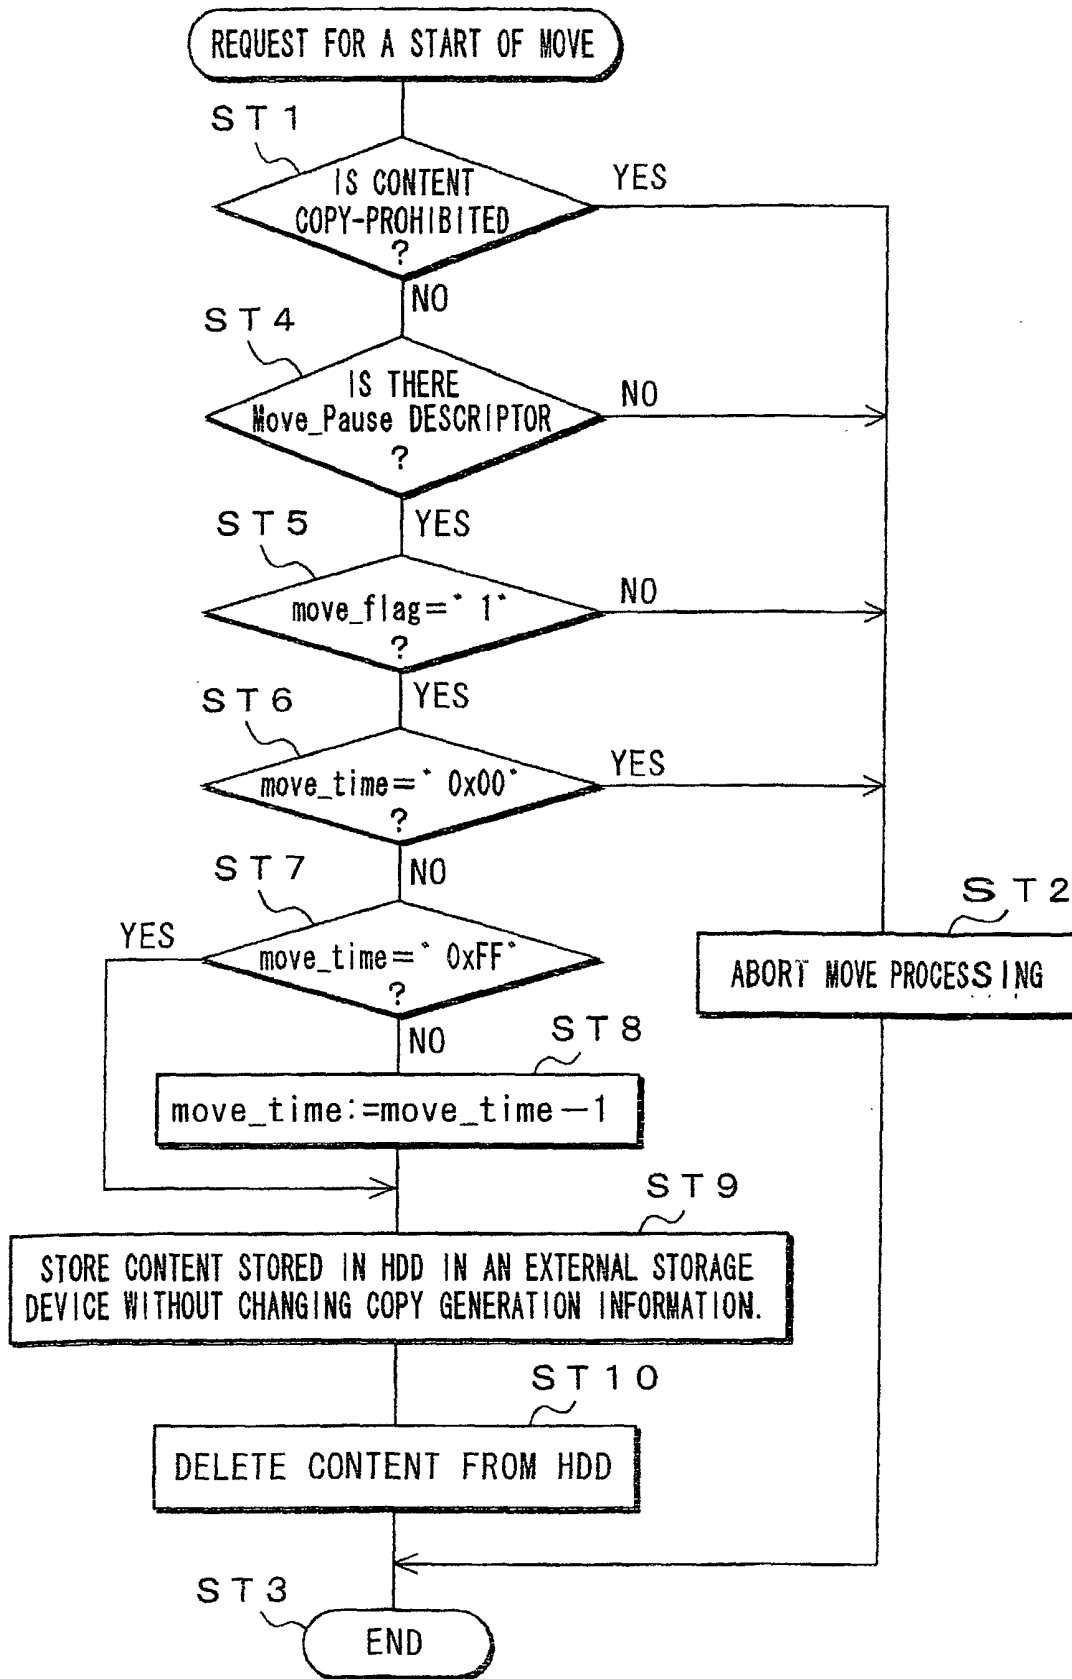 REQUEST FOR A START OF MOVE
ST1
IS CONTENT
COPY-PROHIBITED
?
YES
NO
ST4
IS THERE
Move_Pause DESCRIPTOR
?
NO
YES
ST5
move_flag="1"
?
NO
YES
ST6
move_time="0x00"
?
YES
NO
ST7
YES
move_time="0xFF"
?
NO
ST2
ABORT MOVE PROCESSING
ST8
move_time:=move_time-1
ST9
STORE CONTENT STORED IN HDD IN AN EXTERNAL STORAGE
DEVICE WITHOUT CHANGING COPY GENERATION INFORMATION.
ST10
DELETE CONTENT FROM HDD
ST3
END